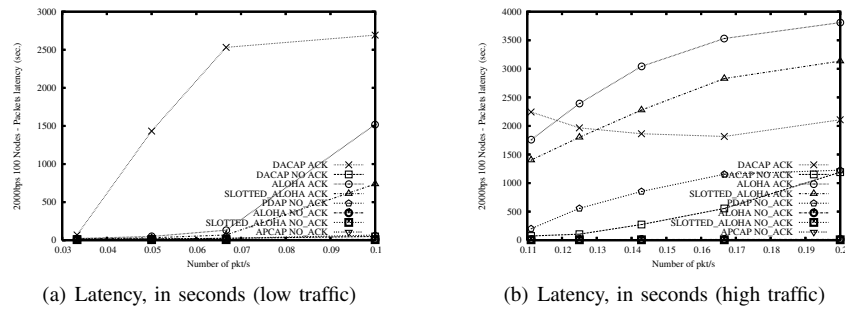 3000
2500
2000
1500
1000
500
0
0.03 0.04 0.05 0.06 0.07 0.08 0.09 0.1
2000bps 100 Nodes - Packets latency (sec.)
Number of pkt/s
DACAP ACK
DACAP NO_ACK
ALOHA ACK
SLOTTED_ALOHA ACK
PDAP NO_ACK
ALOHA NO_ACK
SLOTTED_ALOHA NO_ACK
APCAP NO_ACK
(a) Latency, in seconds (low traffic)
4000
3500
3000
2500
2000
1500
1000
500
0
0.11 0.12 0.13 0.14 0.15 0.16 0.17 0.18 0.19 0.2
2000bps 100 Nodes - Packets latency (sec.)
Number of pkt/s
DACAP ACK
DACAP NO_ACK
ALOHA ACK
SLOTTED_ALOHA ACK
PDAP NO_ACK
ALOHA NO_ACK
SLOTTED_ALOHA NO_ACK
APCAP NO_ACK
(b) Latency, in seconds (high traffic)